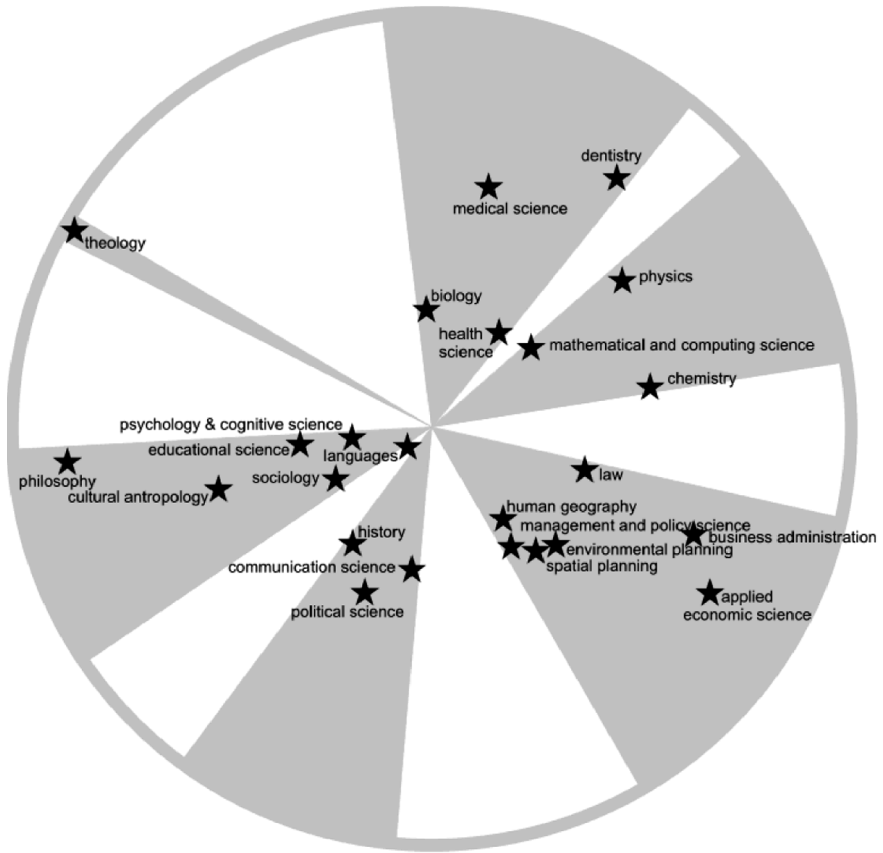 dentistry
medical science
theology
physics
biology
health
science
mathematical and computing science
chemistry
psychology & cognitive science
educational science
languages
philosophy
cultural antropology
sociology
law
human geography
management and policy science
business administration
environmental planning
spatial planning
history
communication science
political science
applied
economic science